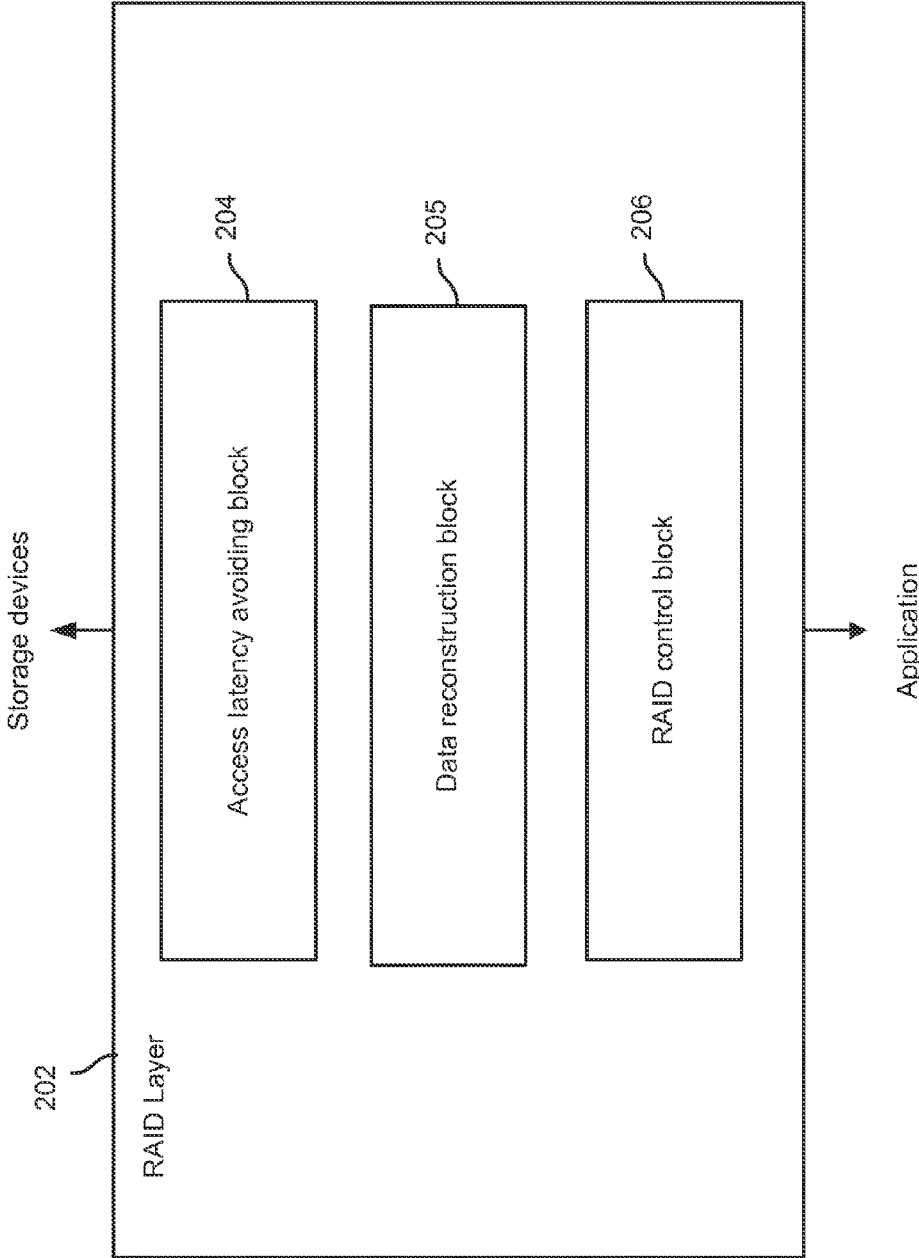 Storage devices
202
RAID Layer
Access latency avoiding block
204
Data reconstruction block
205
RAID control block
206
Application